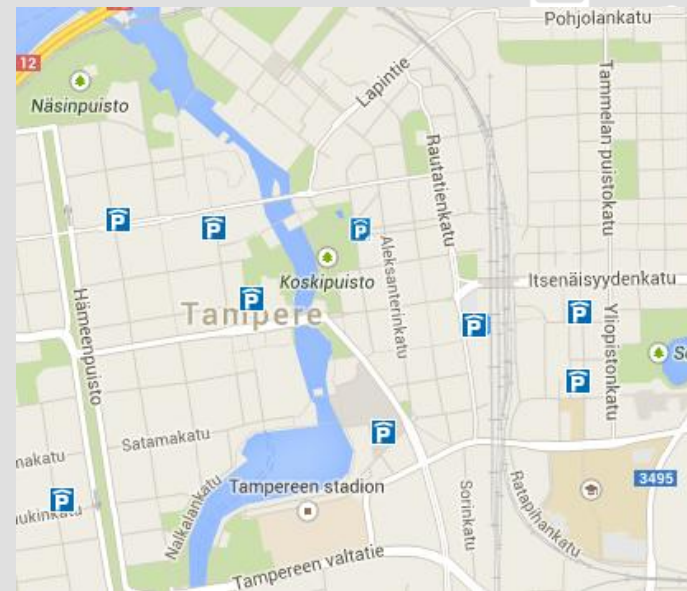 Pohjolankatu
12
Näsinpuisto
Lapintie
Tammelan puistokatu
Rautatienkatu
P
P
P
Aleksanterinkatu
Koskipuisto
Itsenäisyydenkatu
Hämeenpuisto
P
Tampere
P
P
Yliopistonkatu
P
Satamakatu
P
P
Nalkalankatu
Tampereen stadion
Sorinkatu
Ratapihankatu
3495
Tampereen valtatie